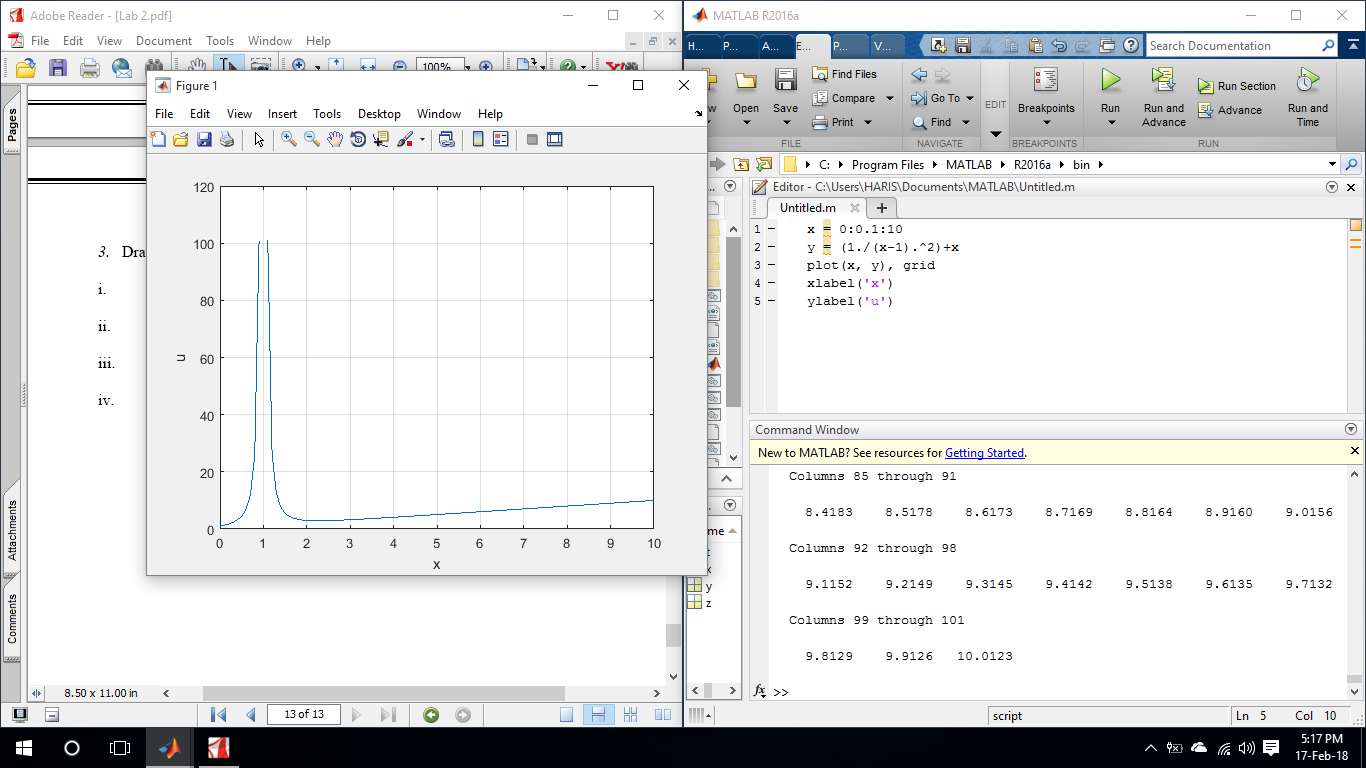 Adobe Reader - [Lab 2.pdf]
File Edit View Document Tools Window Help
100%
Pages
Attachments
Comments
3. Dra
i.
ii.
iii.
iv.
8.50 x 11.00 in
13 of 13
Figure 1
File Edit View Insert Tools Desktop Window Help
120
100
80
60
40
20
0
u
0 1 2 3 4 5 6 7 8 9 10
x
MATLAB R2016a
H... P... A... E... P... V...
Search Documentation
Open
Save
Find Files
Compare
Print
FILE
Go To
Find
NAVIGATE
EDIT
Breakpoints
BREAKPOINTS
Run
Run and
Advance
Run Section
Advance
Run and
Time
RUN
C: Program Files MATLAB R2016a bin
Editor - C:\Users\HARIS\Documents\MATLAB\Untitled.m
Untitled.m
1 – x = 0:0.1:10
2 – y = (1./(x-1).^2)+x
3 – plot(x, y), grid
4 – xlabel('x')
5 – ylabel('u')
Command Window
New to MATLAB? See resources for Getting Started.
Columns 85 through 91
8.4183 8.5178 8.6173 8.7169 8.8164 8.9160 9.0156
Columns 92 through 98
9.1152 9.2149 9.3145 9.4142 9.5138 9.6135 9.7132
Columns 99 through 101
9.8129 9.9126 10.0123
fx >>
me
x
y
z
script
Ln 5 Col 10
5:17 PM
17-Feb-18